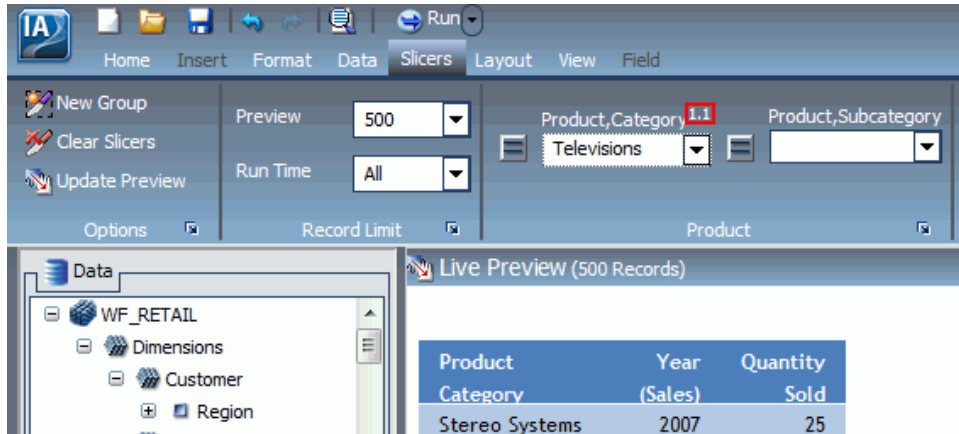 IA
Run
Home Insert Format Data Slicers Layout View Field
New Group
Clear Slicers
Update Preview
Options
Preview 500
Run Time All
Record Limit
Product,Category 1.1 Product,Subcategory
Televisions
Product
Data
WF_RETAIL
Dimensions
Customer
Region
Live Preview (500 Records)
Product Year Quantity
Category (Sales) Sold
Stereo Systems 2007 25